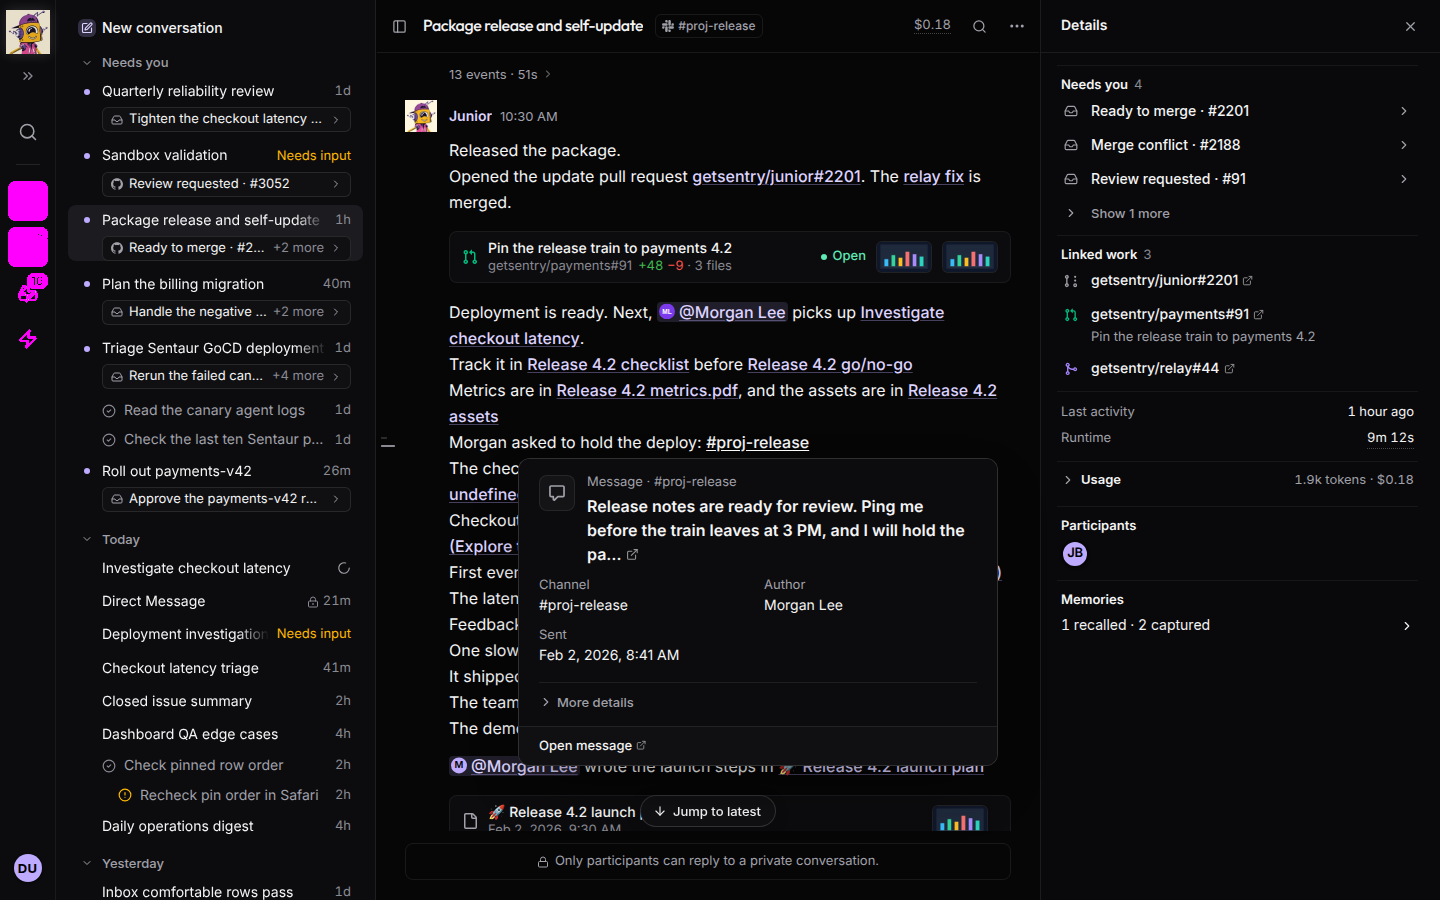 New conversation
Needs you
Quarterly reliability review 1d
Tighten the checkout latency ...
Sandbox validation Needs input
Review requested · #3052
Package release and self-update 1h
Ready to merge · #2... +2 more
Plan the billing migration 40m
Handle the negative ... +2 more
Triage Sentaur GoCD deployment 1d
Rerun the failed can... +4 more
Read the canary agent logs 1d
Check the last ten Sentaur p... 1d
Roll out payments-v42 26m
Approve the payments-v42 r...
Today
Investigate checkout latency
Direct Message 21m
Deployment investigation Needs input
Checkout latency triage 41m
Closed issue summary 2h
Dashboard QA edge cases 4h
Check pinned row order 2h
Recheck pin order in Safari 2h
Daily operations digest 4h
Yesterday
Inbox comfortable rows pass 1d
DU
Package release and self-update #proj-release $0.18
13 events · 51s
Junior 10:30 AM
Released the package.
Opened the update pull request getsentry/junior#2201. The relay fix is
merged.
Pin the release train to payments 4.2
getsentry/payments#91 +48 −9 · 3 files
Open
Deployment is ready. Next, ML @Morgan Lee picks up Investigate
checkout latency.
Track it in Release 4.2 checklist before Release 4.2 go/no-go
Metrics are in Release 4.2 metrics.pdf, and the assets are in Release 4.2
assets
Morgan asked to hold the deploy: #proj-release
The chec
undefine
Checkout
(Explore
First ever )
The laten
Feedback
One slow
It shipped
The team
The demo
Message · #proj-release
Release notes are ready for review. Ping me
before the train leaves at 3 PM, and I will hold the
pa...
Channel Author
#proj-release Morgan Lee
Sent
Feb 2, 2026, 8:41 AM
More details
Open message
M @Morgan Lee wrote the launch steps in 🚀 Release 4.2 launch plan
🚀 Release 4.2 launch
Feb 2, 2026, 9:30 AM
Jump to latest
Only participants can reply to a private conversation.
Details
Needs you 4
Ready to merge · #2201
Merge conflict · #2188
Review requested · #91
Show 1 more
Linked work 3
getsentry/junior#2201
getsentry/payments#91
Pin the release train to payments 4.2
getsentry/relay#44
Last activity 1 hour ago
Runtime 9m 12s
Usage 1.9k tokens · $0.18
Participants
JB
Memories
1 recalled · 2 captured